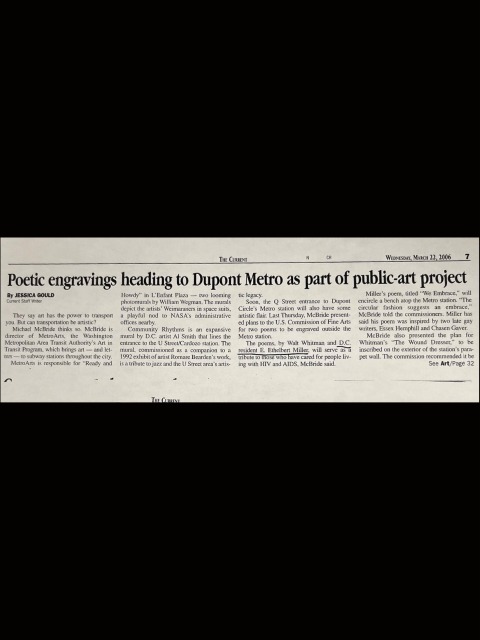 The Current
Wednesday, March 22, 2006 7
Poetic engravings heading to Dupont Metro as part of public-art project
By JESSICA GOULD
Current Staff Writer
They say art has the power to transport
you. But can transportation be artistic?
Michael McBride thinks so. McBride is
director of MetroArts, the Washington
Metropolitan Area Transit Authority's Art in
Transit Program, which brings art — and let-
ters — to subway stations throughout the city.
MetroArts is responsible for "Ready and
Howdy" in L'Enfant Plaza — two looming
photomurals by William Wegman. The murals
depict the artists' Weimaraners in space suits,
a playful nod to NASA's administrative
offices nearby.
Community Rhythms is an expansive
mural by D.C. artist Al Smith that lines the
entrance to the U Street/Cardozo station. The
mural, commissioned as a companion to a
1992 exhibit of artist Romare Bearden's work,
is a tribute to jazz and the U Street area's artis-
tic legacy.
Soon, the Q Street entrance to Dupont
Circle's Metro station will also have some
artistic flair. Last Thursday, McBride present-
ed plans to the U.S. Commission of Fine Arts
for two poems to be engraved outside the
Metro station.
The poems, by Walt Whitman and D.C.
resident E. Ethelbert Miller, will serve as a
tribute to those who have cared for people liv-
ing with HIV and AIDS, McBride said.
Miller's poem, titled "We Embrace," will
encircle a bench atop the Metro station. "The
circular fashion suggests an embrace,"
McBride told the commissioners. Miller has
said his poem was inspired by two late gay
writers, Essex Hemphill and Chasen Gaver.
McBride also presented the plan for
Whitman's "The Wound Dresser," to be
inscribed on the exterior of the station's para-
pet wall. The commission recommended it be
See Art/Page 32
The Current